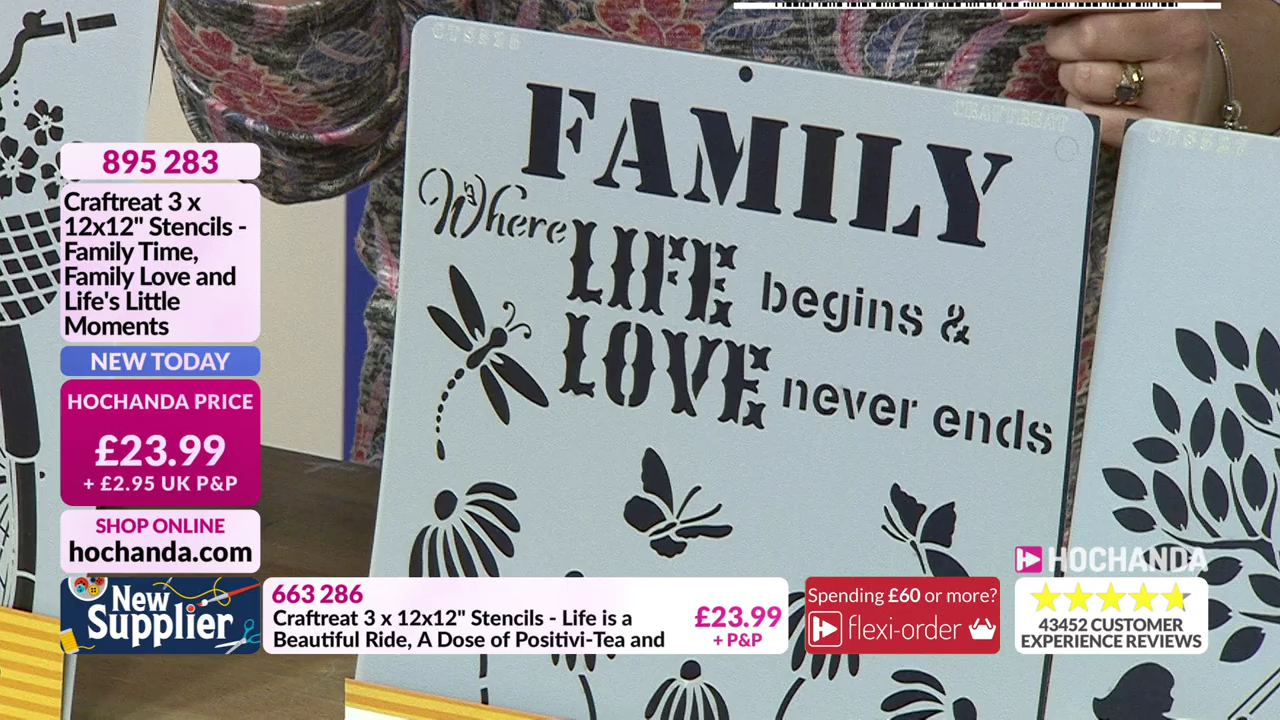 CTS526
CRAFTREAT
CTS527
FAMILY
Where
LIFE begins &
LOVE never ends
895 283
Craftreat 3 x
12x12" Stencils -
Family Time,
Family Love and
Life's Little
Moments
NEW TODAY
HOCHANDA PRICE
£23.99
+ £2.95 UK P&P
SHOP ONLINE
hochanda.com
New
Supplier
663 286
Craftreat 3 x 12x12" Stencils - Life is a
Beautiful Ride, A Dose of Positivi-Tea and
£23.99
+ P&P
Spending £60 or more?
flexi-order
HOCHANDA
43452 CUSTOMER
EXPERIENCE REVIEWS